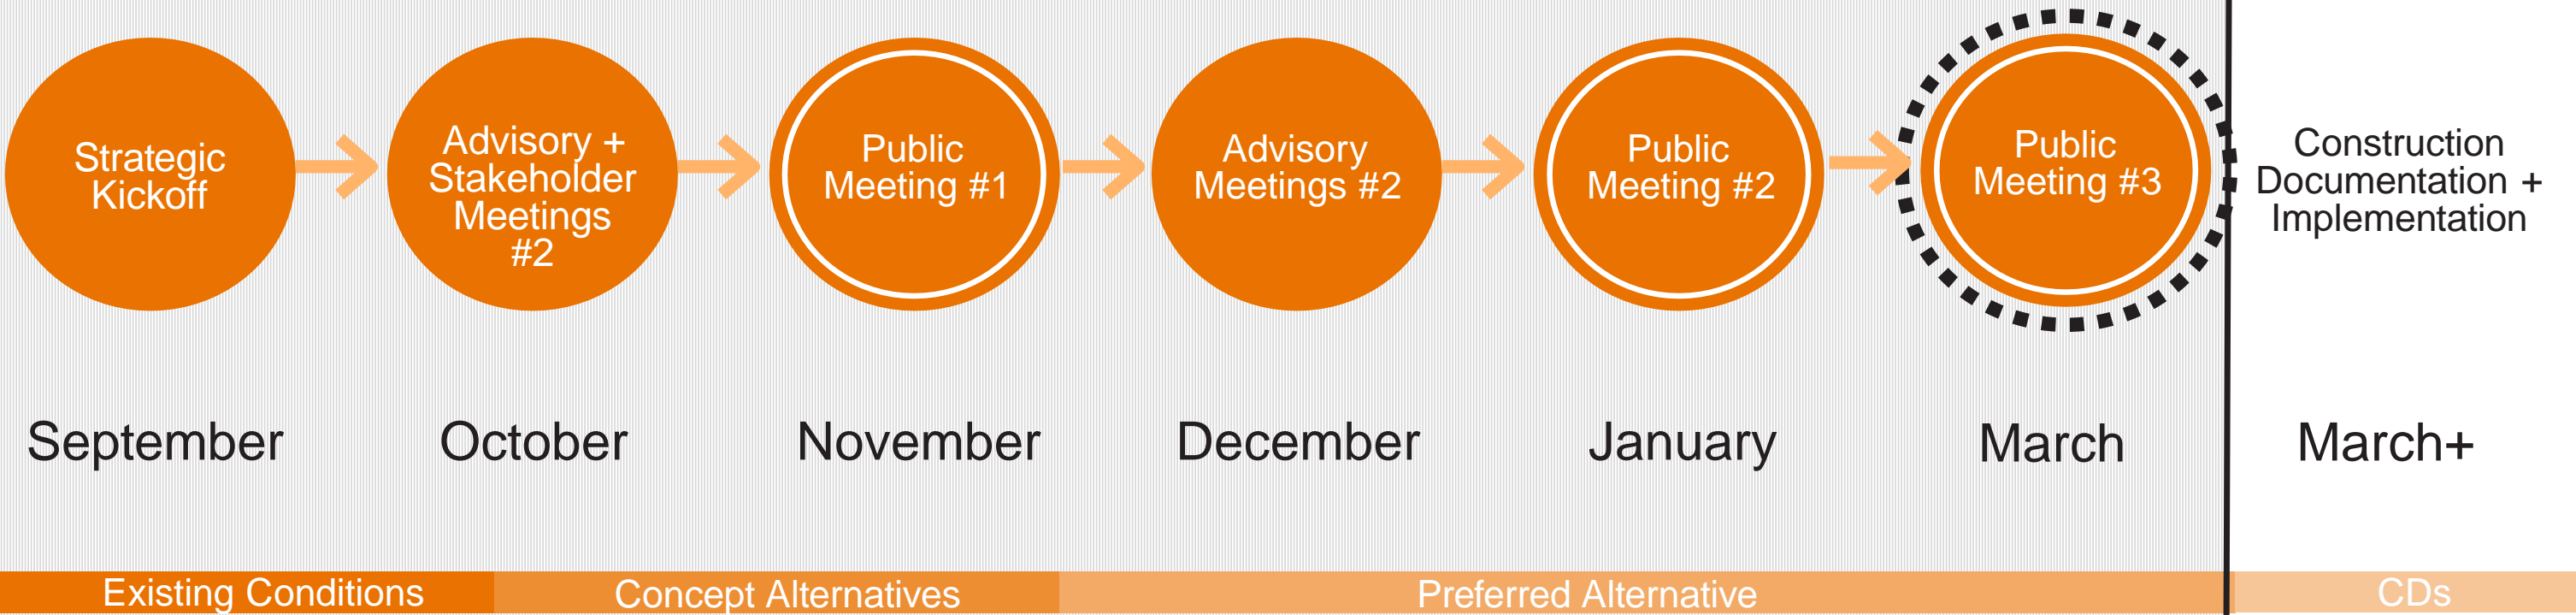 Strategic
Kickoff
Advisory +
Stakeholder
Meetings
#2
Public
Meeting #1
Advisory
Meetings #2
Public
Meeting #2
Public
Meeting #3
Construction
Documentation +
Implementation
September
October
November
December
January
March
March+
Existing Conditions
Concept Alternatives
Preferred Alternative
CDs